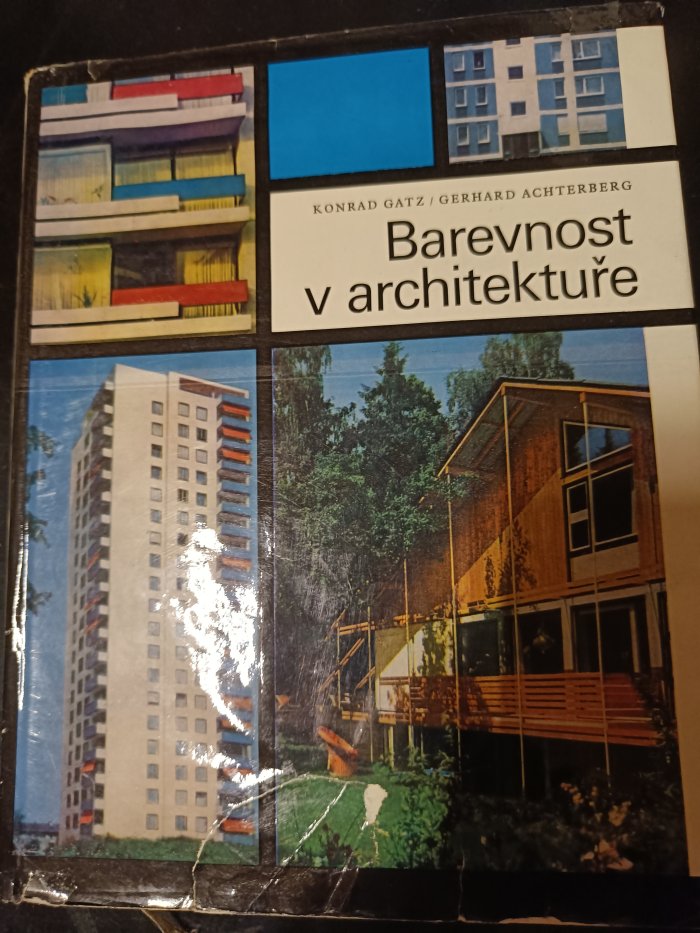 KONRAD GATZ / GERHARD ACHTERBERG
Barevnost
v architektuře